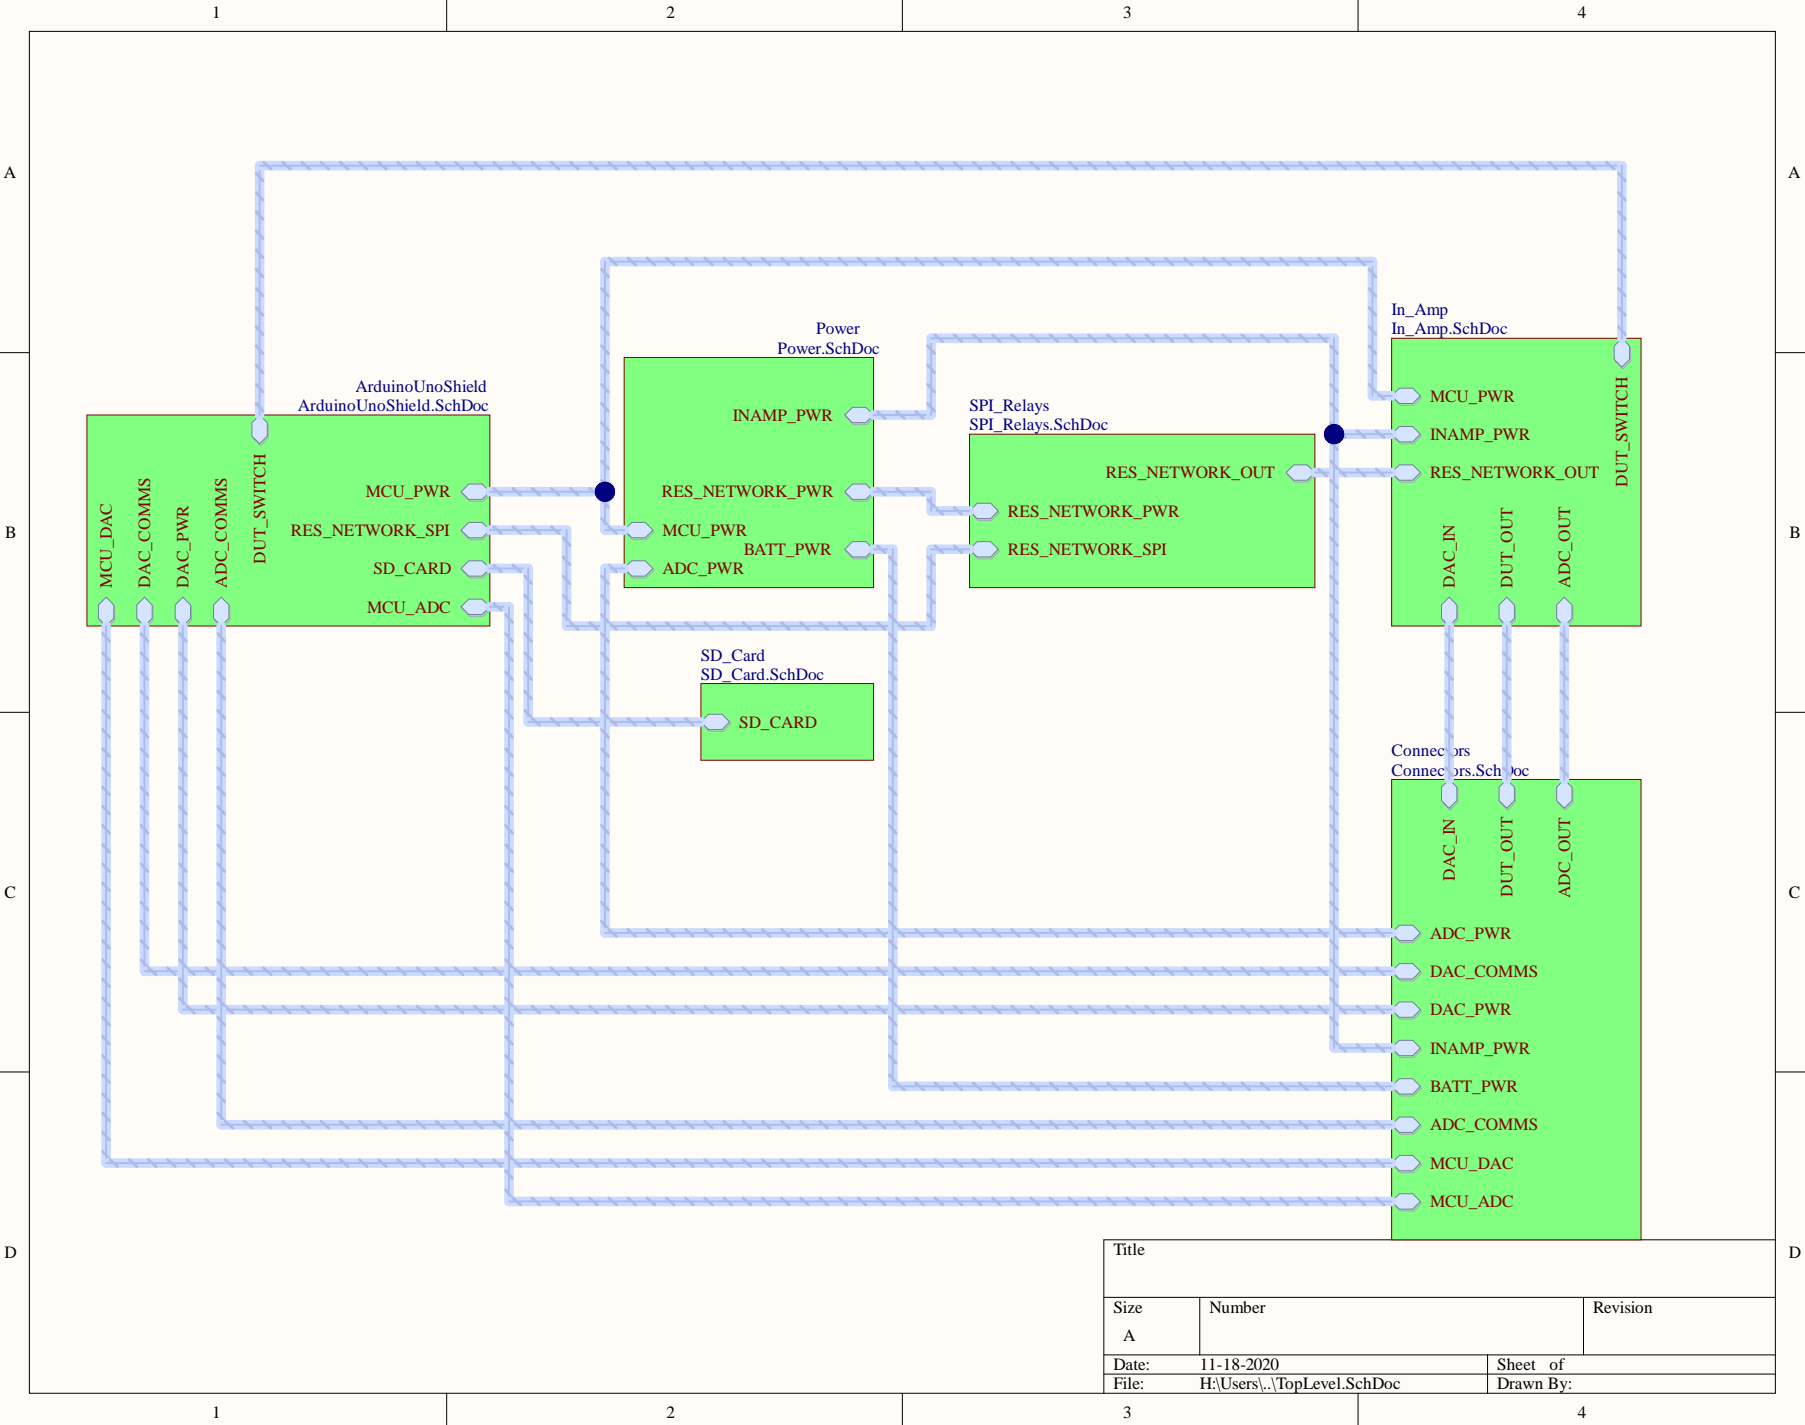 1 2 3 4
A A
B B
C C
D D
ArduinoUnoShield
ArduinoUnoShield.SchDoc
MCU_DAC
DAC_COMMS
DAC_PWR
ADC_COMMS
DUT_SWITCH
MCU_PWR
RES_NETWORK_SPI
SD_CARD
MCU_ADC
Power
Power.SchDoc
INAMP_PWR
RES_NETWORK_PWR
MCU_PWR
BATT_PWR
ADC_PWR
SPI_Relays
SPI_Relays.SchDoc
RES_NETWORK_OUT
RES_NETWORK_PWR
RES_NETWORK_SPI
In_Amp
In_Amp.SchDoc
MCU_PWR
INAMP_PWR
RES_NETWORK_OUT
DUT_SWITCH
DAC_IN
DUT_OUT
ADC_OUT
SD_Card
SD_Card.SchDoc
SD_CARD
Connectors
Connectors.SchDoc
DAC_IN
DUT_OUT
ADC_OUT
ADC_PWR
DAC_COMMS
DAC_PWR
INAMP_PWR
BATT_PWR
ADC_COMMS
MCU_DAC
MCU_ADC
Title
Size Number Revision
A
Date: 11-18-2020 Sheet of
File: H:\Users\..\TopLevel.SchDoc Drawn By:
1 2 3 4